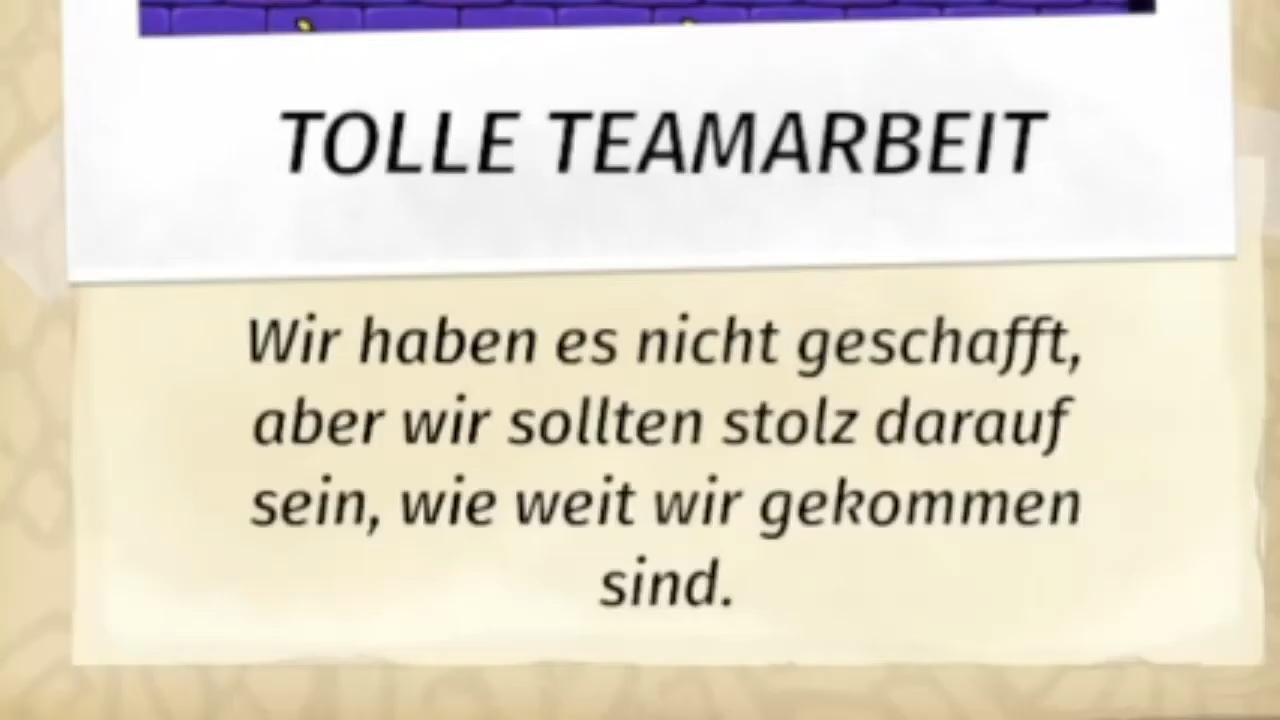 TOLLE TEAMARBEIT
Wir haben es nicht geschafft,
aber wir sollten stolz darauf
sein, wie weit wir gekommen
sind.